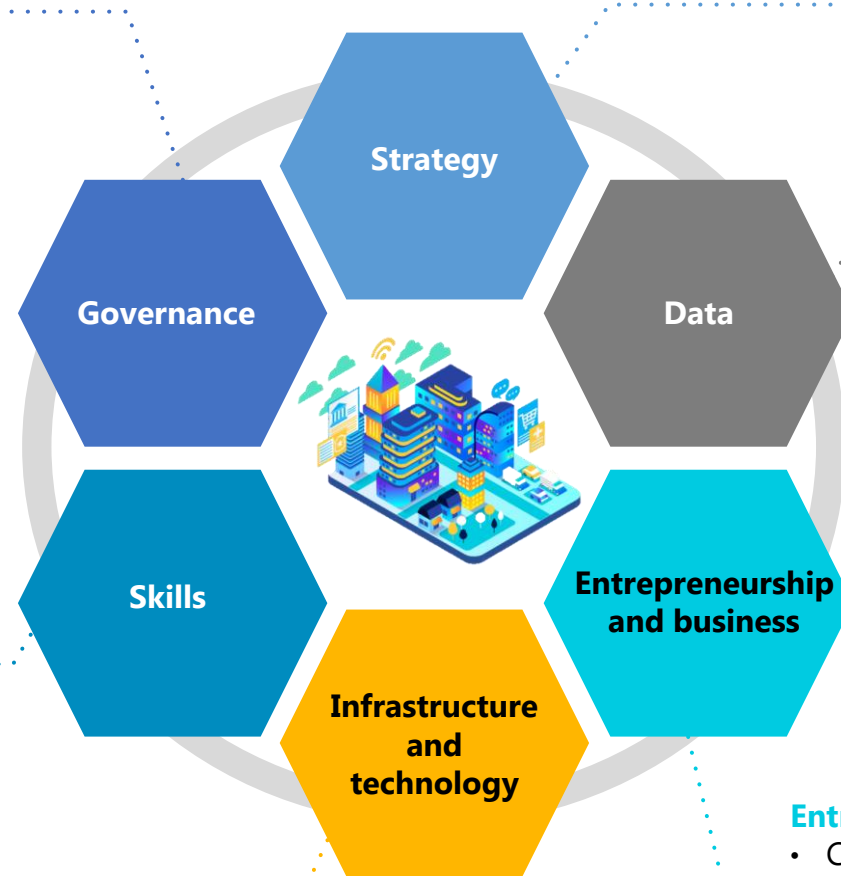 Strategy
Governance
Data
Skills
Entrepreneurship
and business
Infrastructure
and
technology